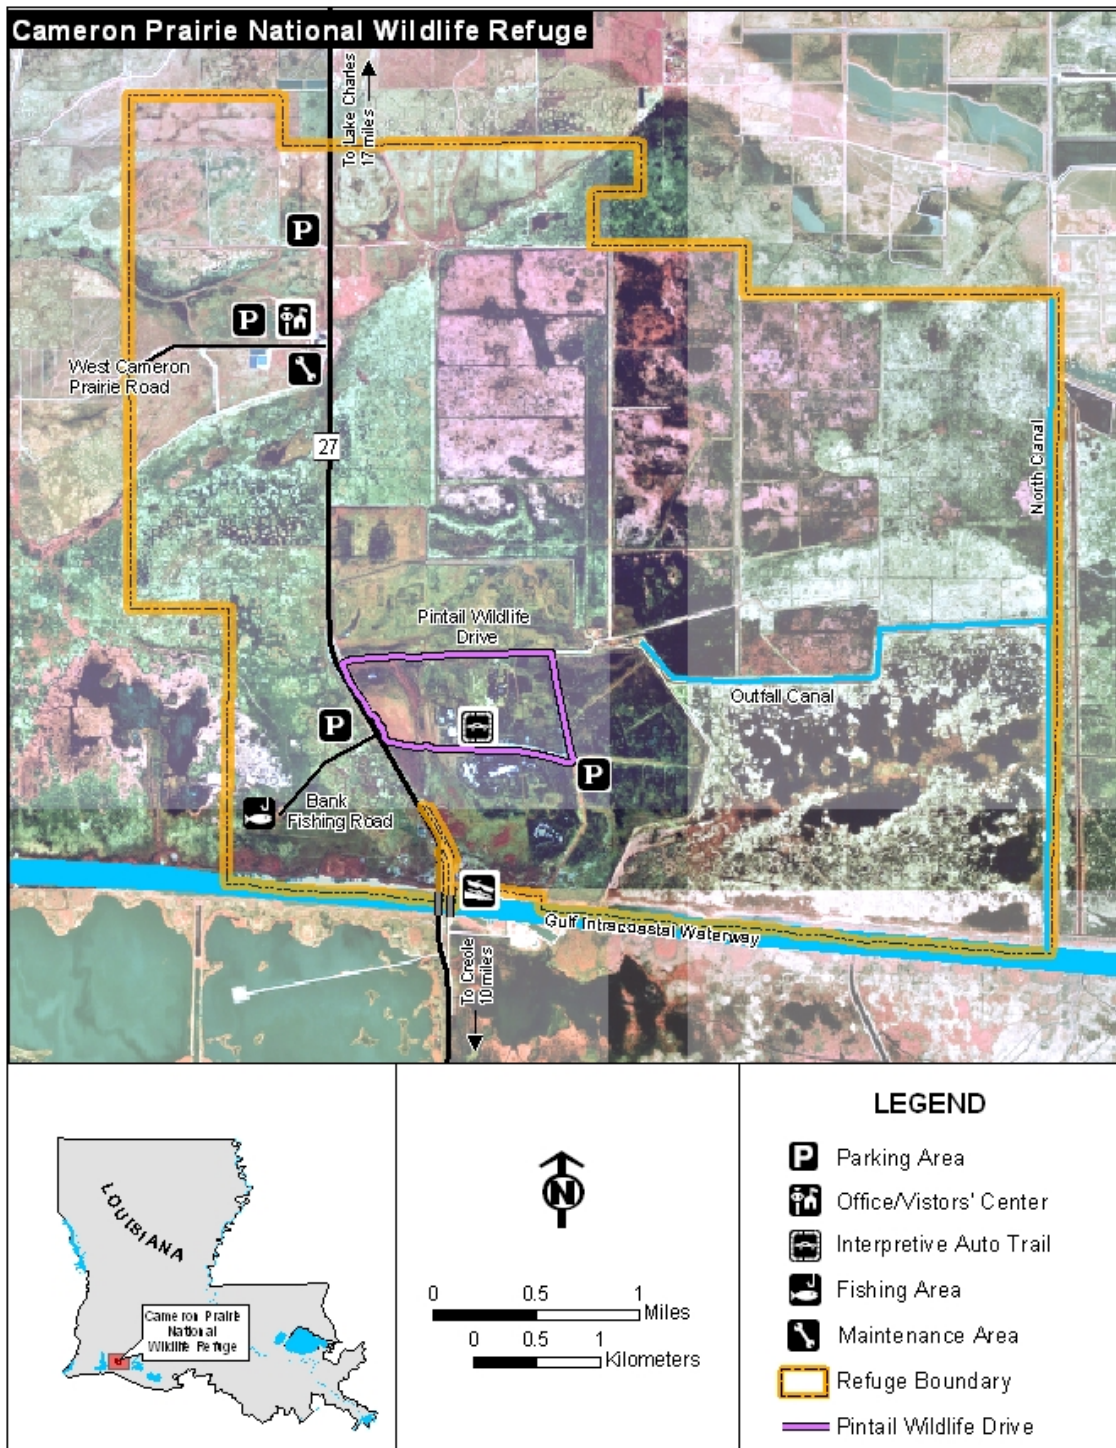 Cameron Prairie National Wildlife Refuge
To Lake Charles
17 miles
P
P
West Cameron
Prairie Road
27
North Canal
Pintail Wildlife
Drive
Outfall Canal
P
P
Bank
Fishing Road
Gulf Intracoastal Waterway
To Creole
10 miles
LOUIBIANA
Cameron Prairie
National
Wildlife Refuge
N
0 0.5 1
Miles
0 0.5 1
Kilometers
LEGEND
P Parking Area
Office/Vistors' Center
Interpretive Auto Trail
Fishing Area
Maintenance Area
Refuge Boundary
Pintail Wildlife Drive